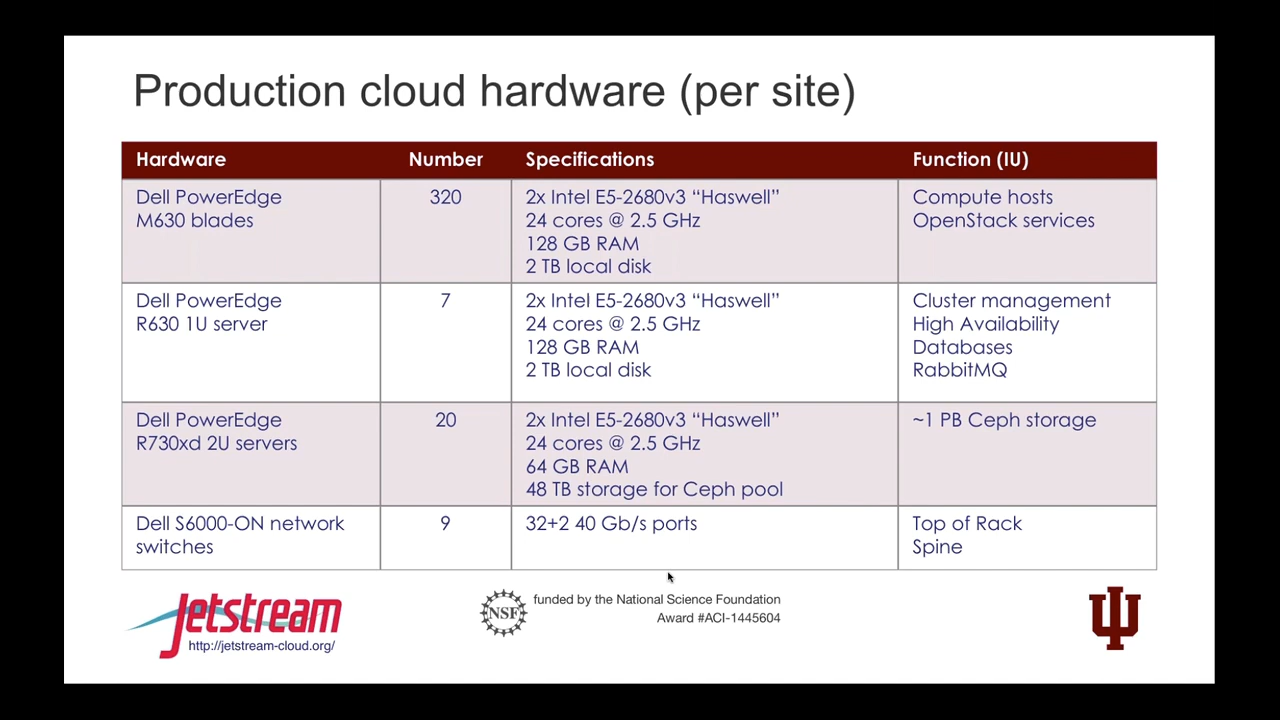 Production cloud hardware (per site)
Hardware Number Specifications Function (IU)
Dell PowerEdge
M630 blades
320
2x Intel E5-2680v3 “Haswell”
24 cores @ 2.5 GHz
128 GB RAM
2 TB local disk
Compute hosts
OpenStack services
Dell PowerEdge
R630 1U server
7
2x Intel E5-2680v3 “Haswell”
24 cores @ 2.5 GHz
128 GB RAM
2 TB local disk
Cluster management
High Availability
Databases
RabbitMQ
Dell PowerEdge
R730xd 2U servers
20
2x Intel E5-2680v3 “Haswell”
24 cores @ 2.5 GHz
64 GB RAM
48 TB storage for Ceph pool
~1 PB Ceph storage
Dell S6000-ON network
switches
9
32+2 40 Gb/s ports
Top of Rack
Spine
Jetstream
http://jetstream-cloud.org/
NSF
funded by the National Science Foundation
Award #ACI-1445604